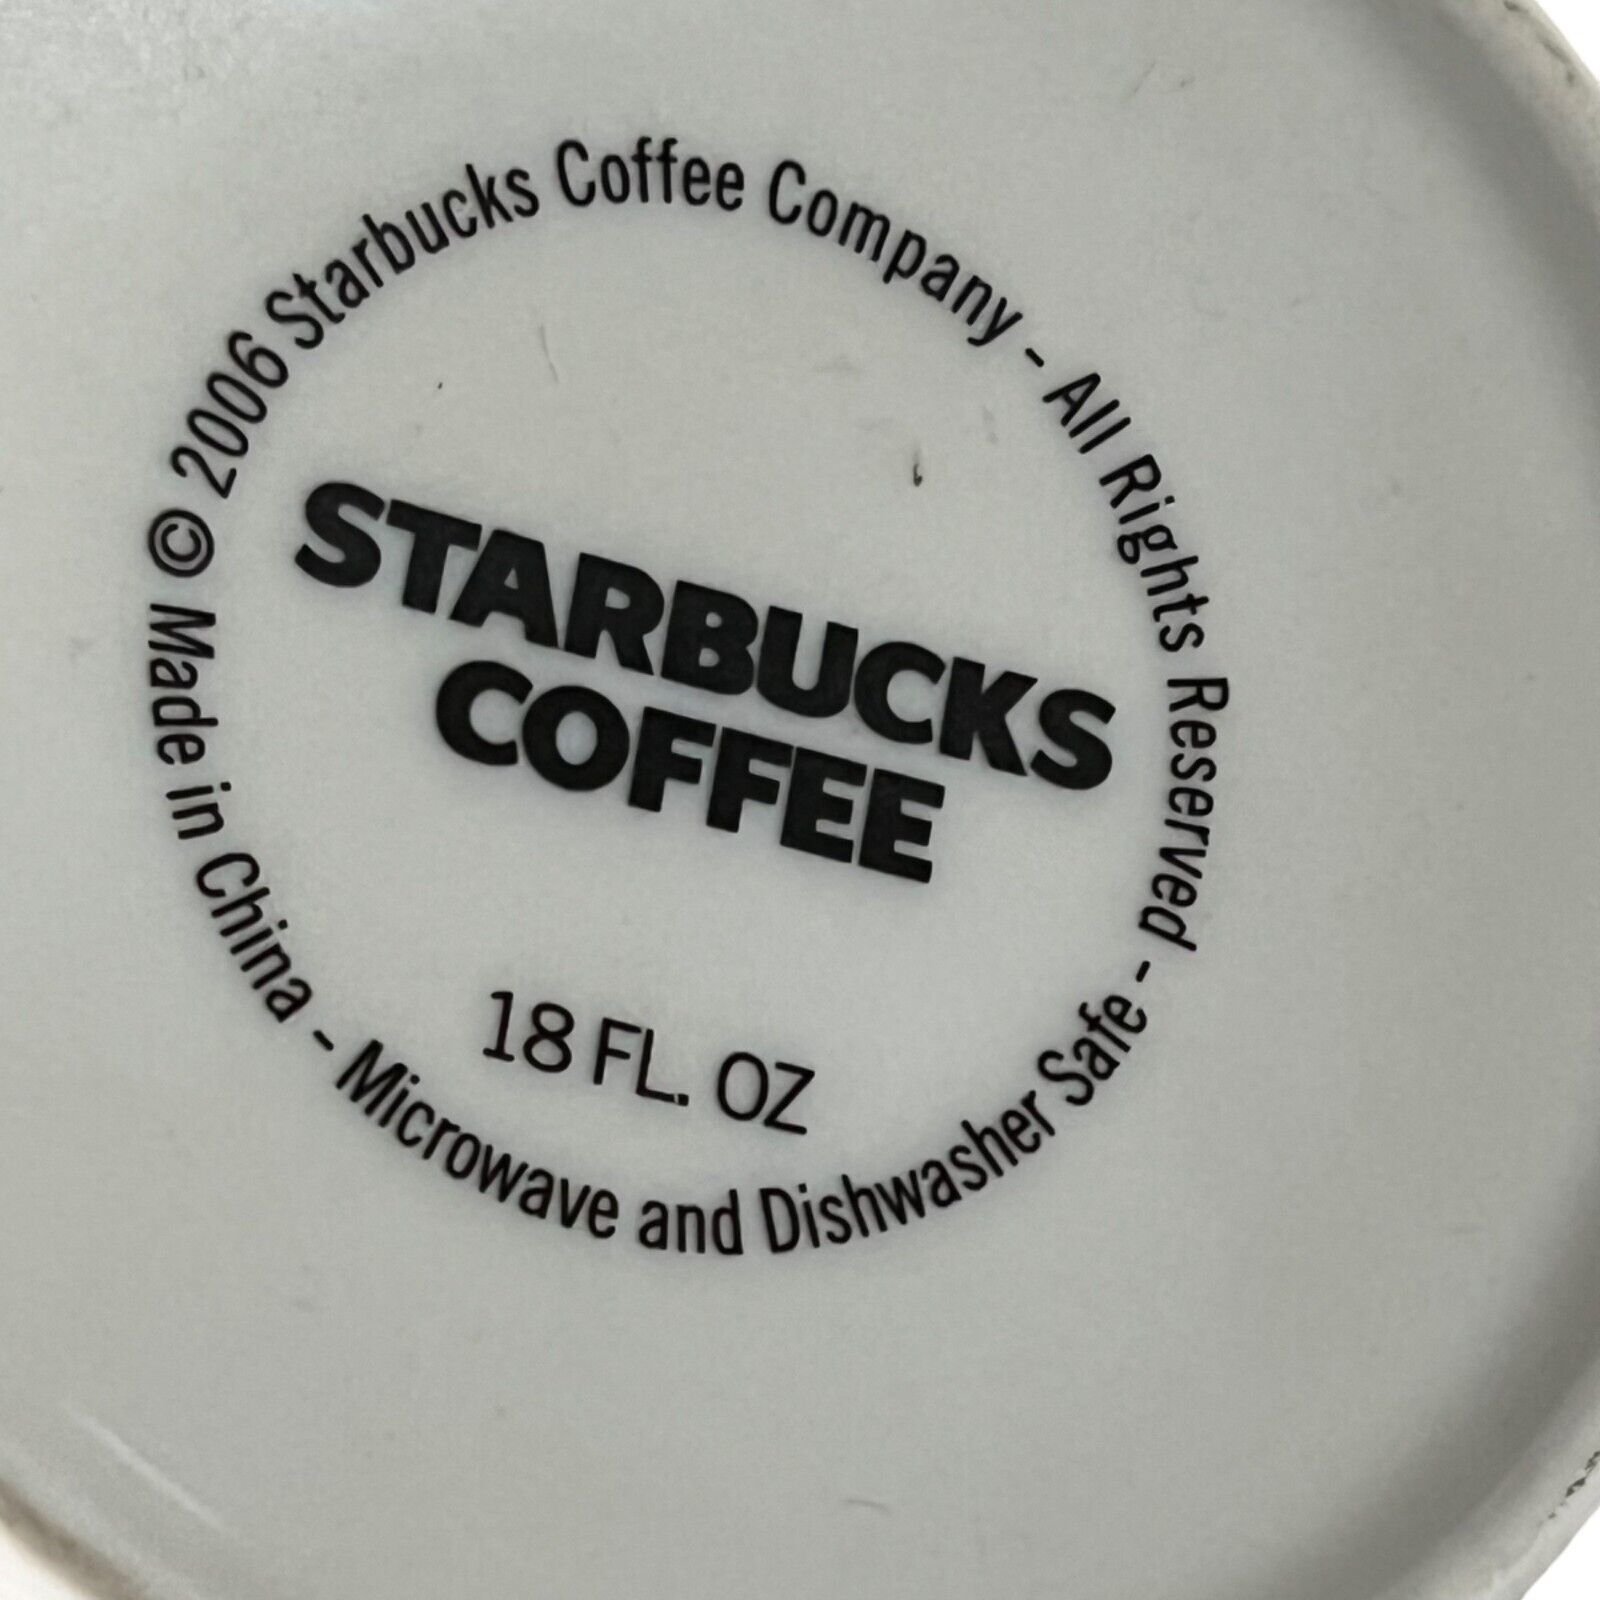 © 2006 Starbucks Coffee Company - All Rights Reserved - 
STARBUCKS
COFFEE
18 FL. OZ
Made in China - Microwave and Dishwasher Safe -